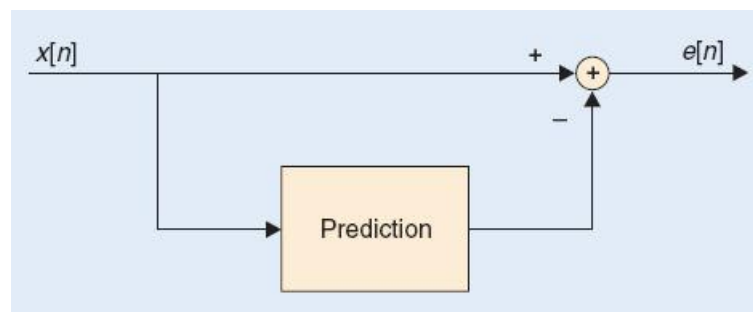 x[n]
+
+
e[n]
–
Prediction